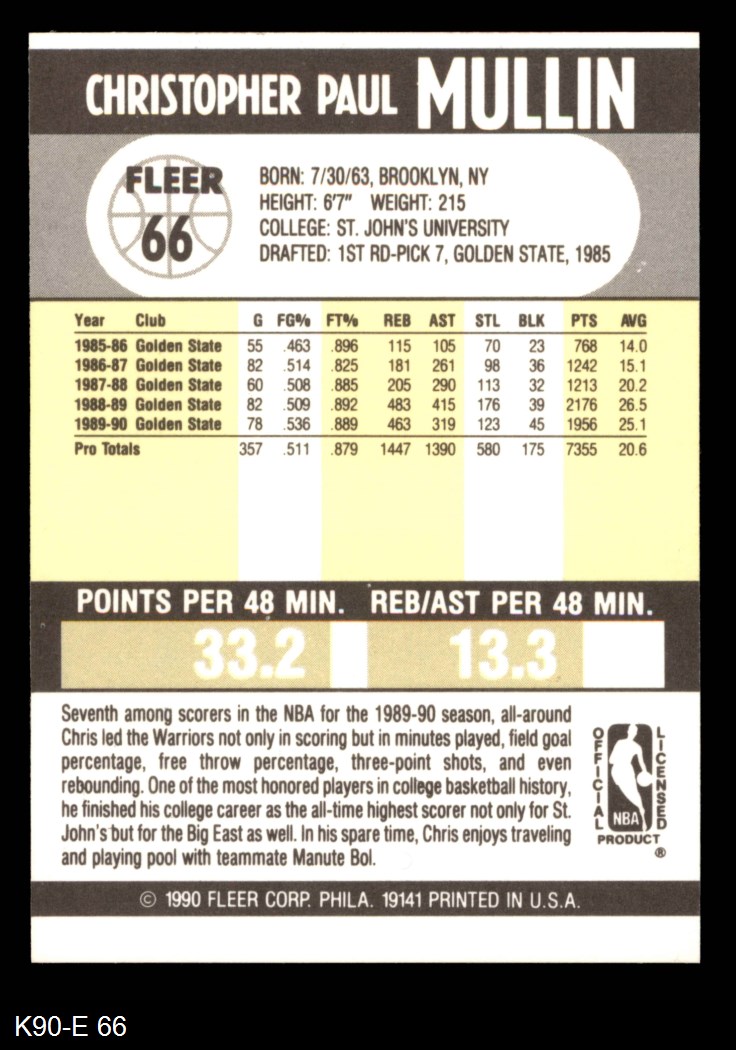 CHRISTOPHER PAUL MULLIN
FLEER
66
BORN: 7/30/63, BROOKLYN, NY
HEIGHT: 6'7" WEIGHT: 215
COLLEGE: ST. JOHN'S UNIVERSITY
DRAFTED: 1ST RD-PICK 7, GOLDEN STATE, 1985
Year Club G FG% FT% REB AST STL BLK PTS AVG
1985-86 Golden State 55 .463 .896 115 105 70 23 768 14.0
1986-87 Golden State 82 .514 .825 181 261 98 36 1242 15.1
1987-88 Golden State 60 .508 .885 205 290 113 32 1213 20.2
1988-89 Golden State 82 .509 .892 483 415 176 39 2176 26.5
1989-90 Golden State 78 .536 .889 463 319 123 45 1956 25.1
Pro Totals 357 .511 .879 1447 1390 580 175 7355 20.6
POINTS PER 48 MIN. REB/AST PER 48 MIN.
33.2 13.3
Seventh among scorers in the NBA for the 1989-90 season, all-around
Chris led the Warriors not only in scoring but in minutes played, field goal
percentage, free throw percentage, three-point shots, and even
rebounding. One of the most honored players in college basketball history,
he finished his college career as the all-time highest scorer not only for St.
John's but for the Big East as well. In his spare time, Chris enjoys traveling
and playing pool with teammate Manute Bol.
OFFICIAL
NBA
LICENSED
PRODUCT
®
© 1990 FLEER CORP. PHILA. 19141 PRINTED IN U.S.A.
K90-E 66